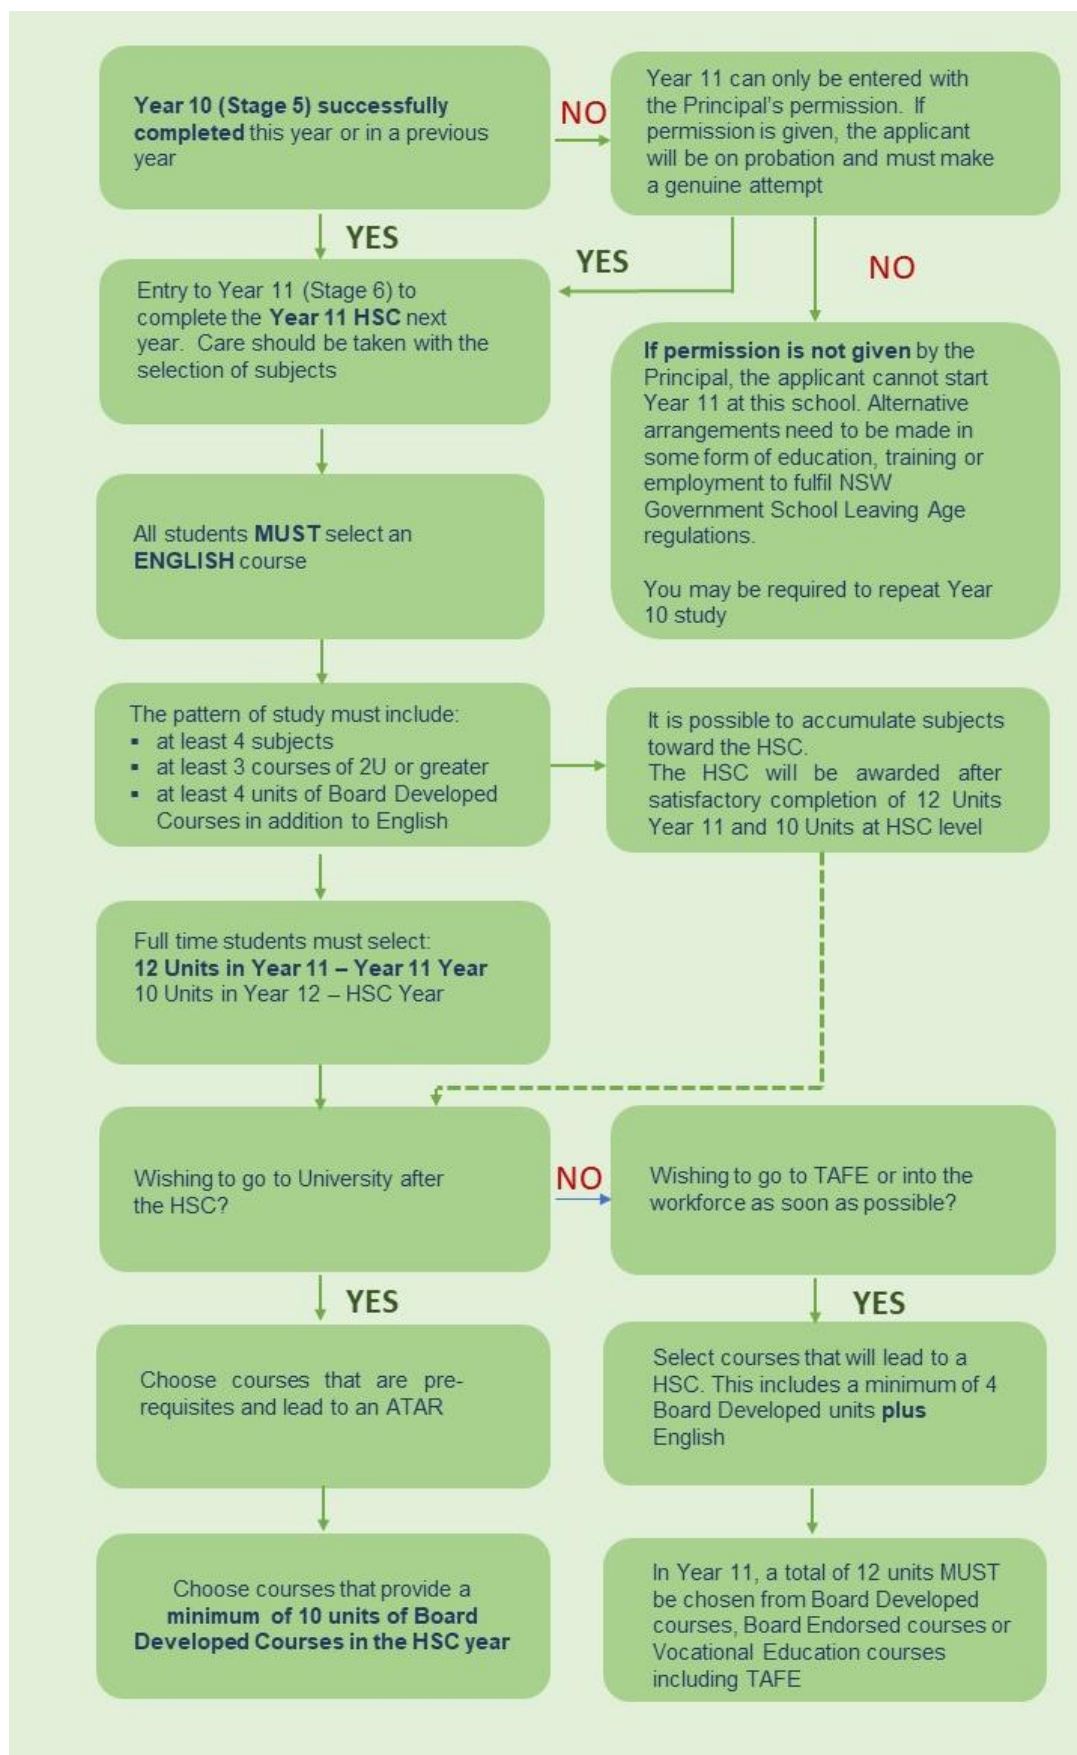 Year 10 (Stage 5) successfully
completed this year or in a previous
year
NO
Year 11 can only be entered with
the Principal's permission. If
permission is given, the applicant
will be on probation and must make
a genuine attempt
YES
YES
NO
Entry to Year 11 (Stage 6) to
complete the Year 11 HSC next
year. Care should be taken with the
selection of subjects
If permission is not given by the
Principal, the applicant cannot start
Year 11 at this school. Alternative
arrangements need to be made in
some form of education, training or
employment to fulfil NSW
Government School Leaving Age
regulations.
You may be required to repeat Year
10 study
All students MUST select an
ENGLISH course
The pattern of study must include:
▪ at least 4 subjects
▪ at least 3 courses of 2U or greater
▪ at least 4 units of Board Developed
Courses in addition to English
It is possible to accumulate subjects
toward the HSC.
The HSC will be awarded after
satisfactory completion of 12 Units
Year 11 and 10 Units at HSC level
Full time students must select:
12 Units in Year 11 – Year 11 Year
10 Units in Year 12 – HSC Year
Wishing to go to University after
the HSC?
NO
Wishing to go to TAFE or into the
workforce as soon as possible?
YES
YES
Choose courses that are pre-
requisites and lead to an ATAR
Select courses that will lead to a
HSC. This includes a minimum of 4
Board Developed units plus
English
Choose courses that provide a
minimum of 10 units of Board
Developed Courses in the HSC year
In Year 11, a total of 12 units MUST
be chosen from Board Developed
courses, Board Endorsed courses or
Vocational Education courses
including TAFE